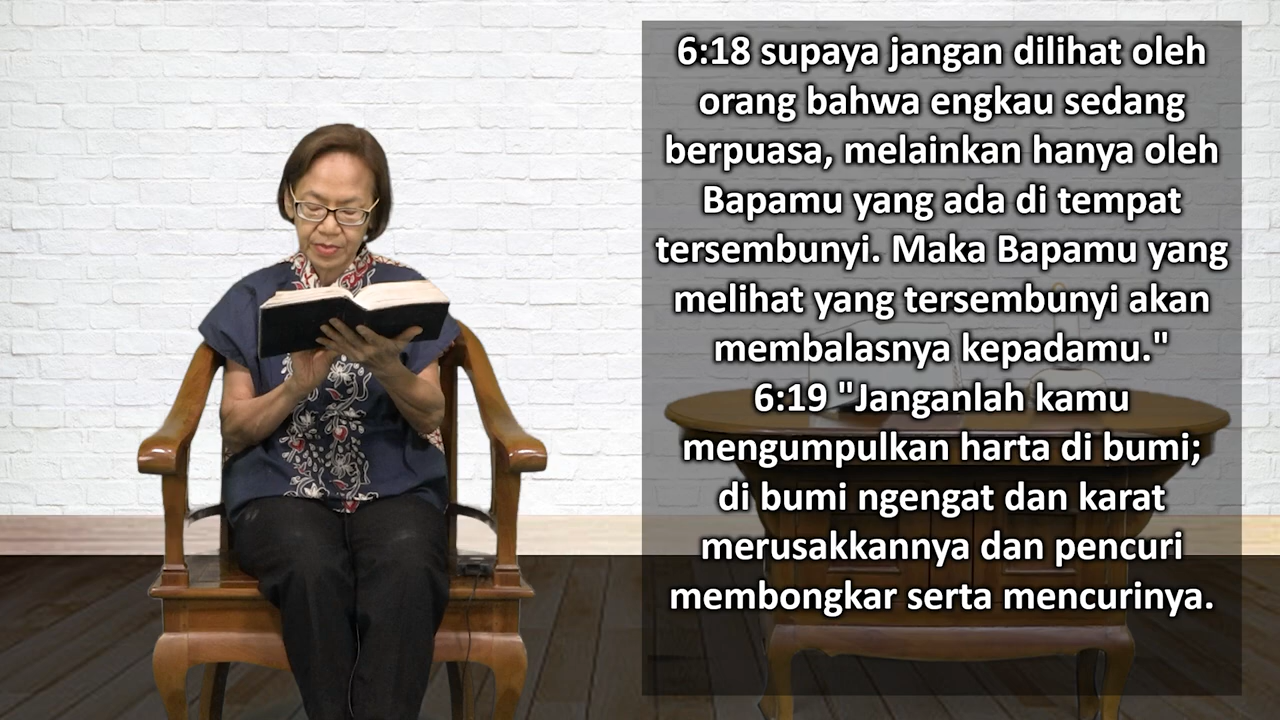 6:18 supaya jangan dilihat oleh
orang bahwa engkau sedang
berpuasa, melainkan hanya oleh
Bapamu yang ada di tempat
tersembunyi. Maka Bapamu yang
melihat yang tersembunyi akan
membalasnya kepadamu."
6:19 "Janganlah kamu
mengumpulkan harta di bumi;
di bumi ngengat dan karat
merusakkannya dan pencuri
membongkar serta mencurinya.